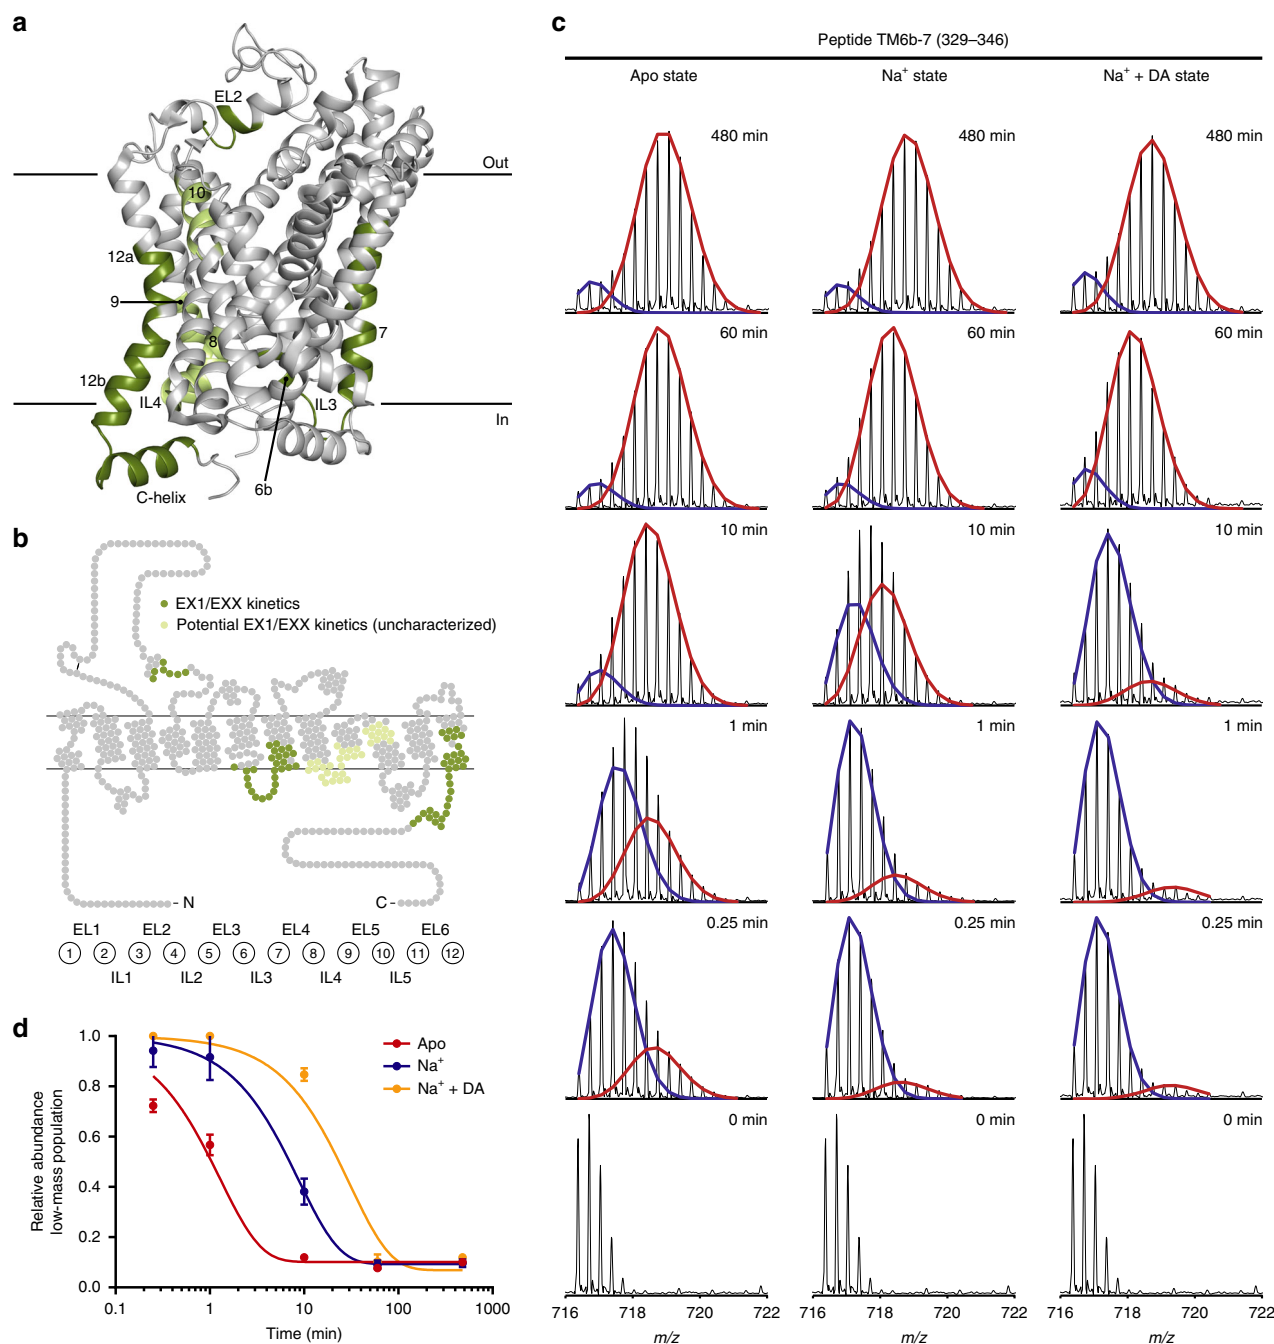 a
EL2
Out
10
12a
9
8
7
12b
IL4
IL3
In
C-helix
6b
b
EX1/EXX kinetics
Potential EX1/EXX kinetics (uncharacterized)
- N
C -
EL1 EL2 EL3 EL4 EL5 EL6
1 2 3 4 5 6 7 8 9 10 11 12
IL1 IL2 IL3 IL4 IL5
c
Peptide TM6b-7 (329–346)
Apo state Na+ state Na+ + DA state
480 min 480 min 480 min
60 min 60 min 60 min
10 min 10 min 10 min
1 min 1 min 1 min
0.25 min 0.25 min 0.25 min
0 min 0 min 0 min
716 718 720 722 716 718 720 722 716 718 720 722
m/z m/z m/z
d
Relative abundance
low-mass population
1.0
0.8
0.6
0.4
0.2
0.0
Apo
Na+
Na+ + DA
0.1 1 10 100 1000
Time (min)